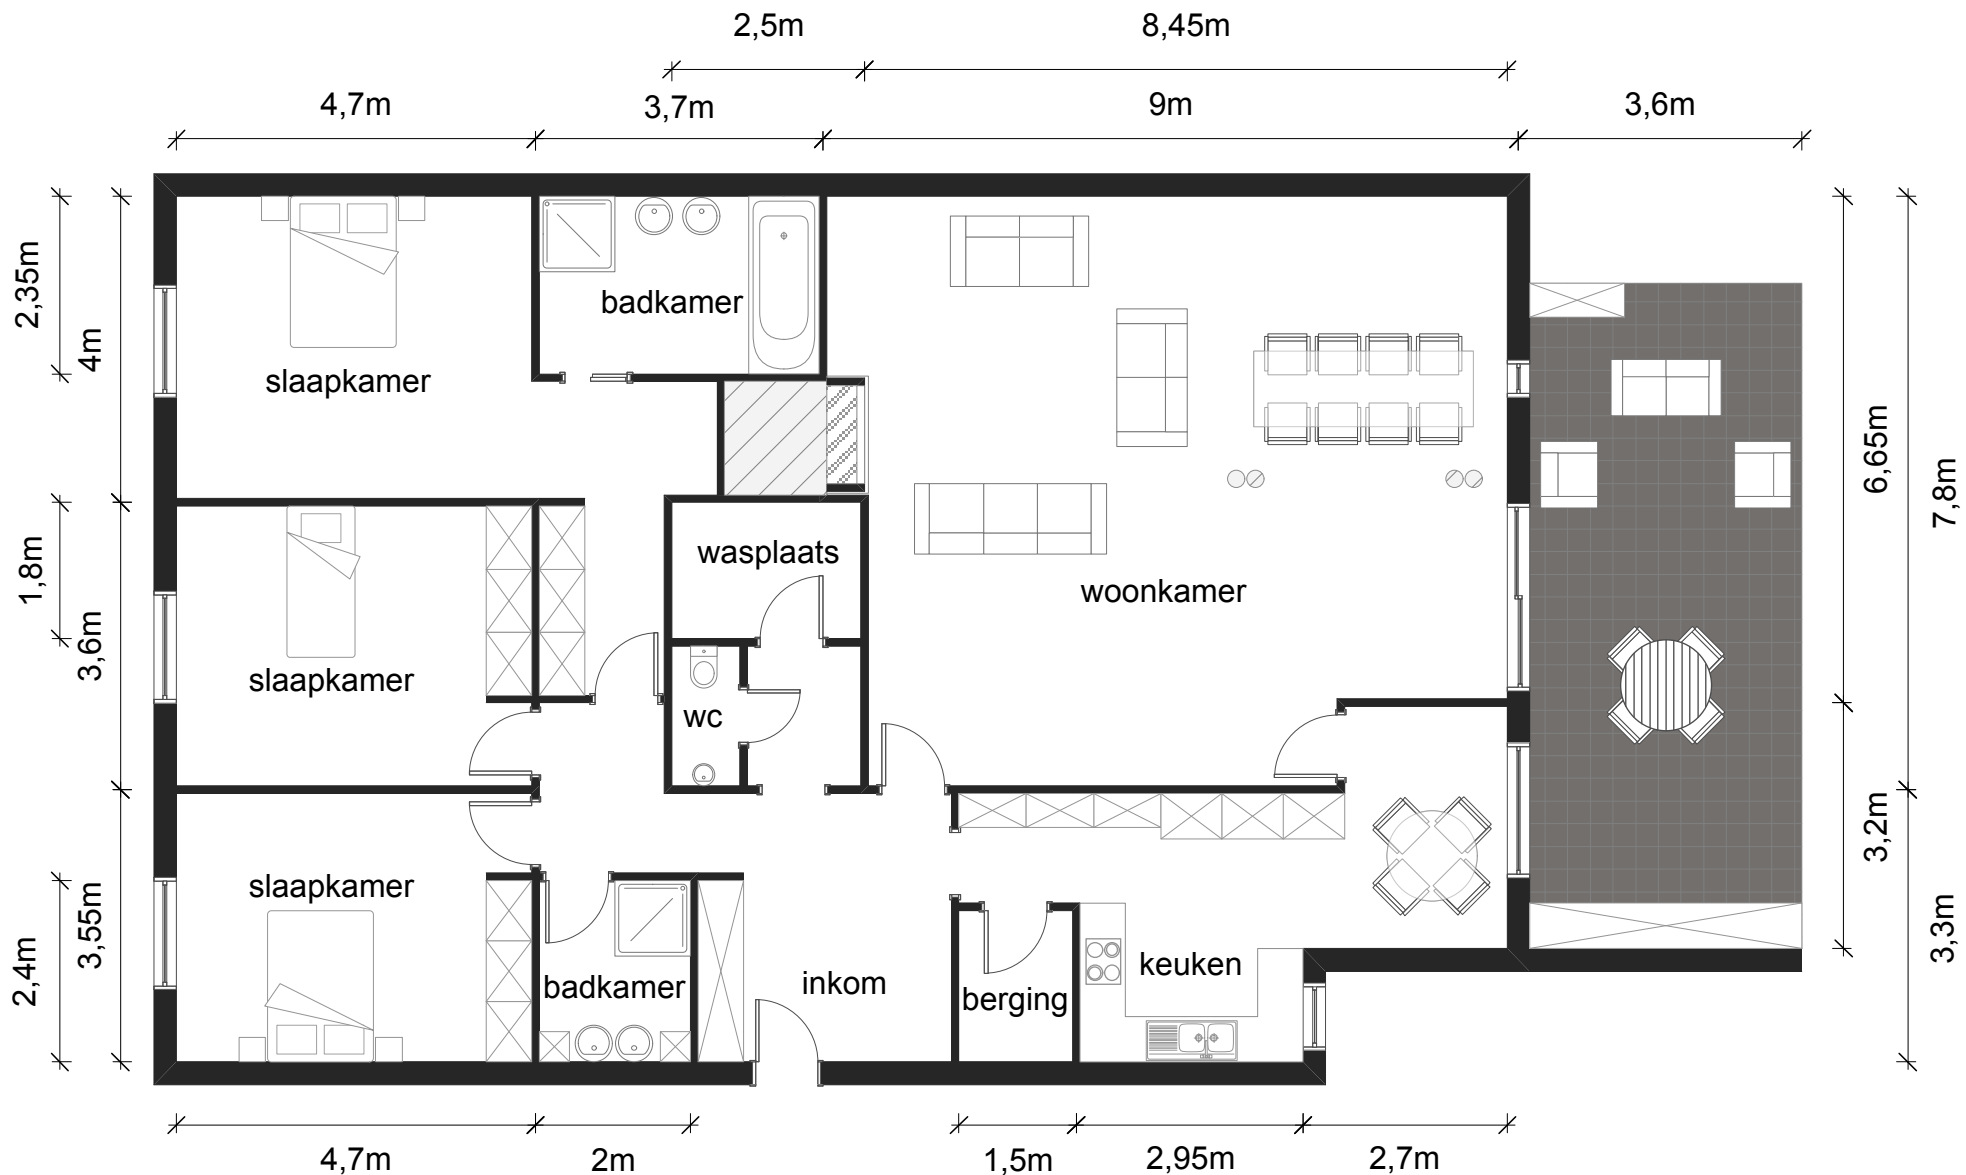 2,5m
8,45m
4,7m
3,7m
9m
3,6m
2,35m
4m
badkamer
slaapkamer
6,65m
7,8m
1,8m
wasplaats
woonkamer
3,6m
slaapkamer
wc
3,2m
slaapkamer
3,55m
2,4m
badkamer
inkom
berging
keuken
3,3m
4,7m
2m
1,5m
2,95m
2,7m